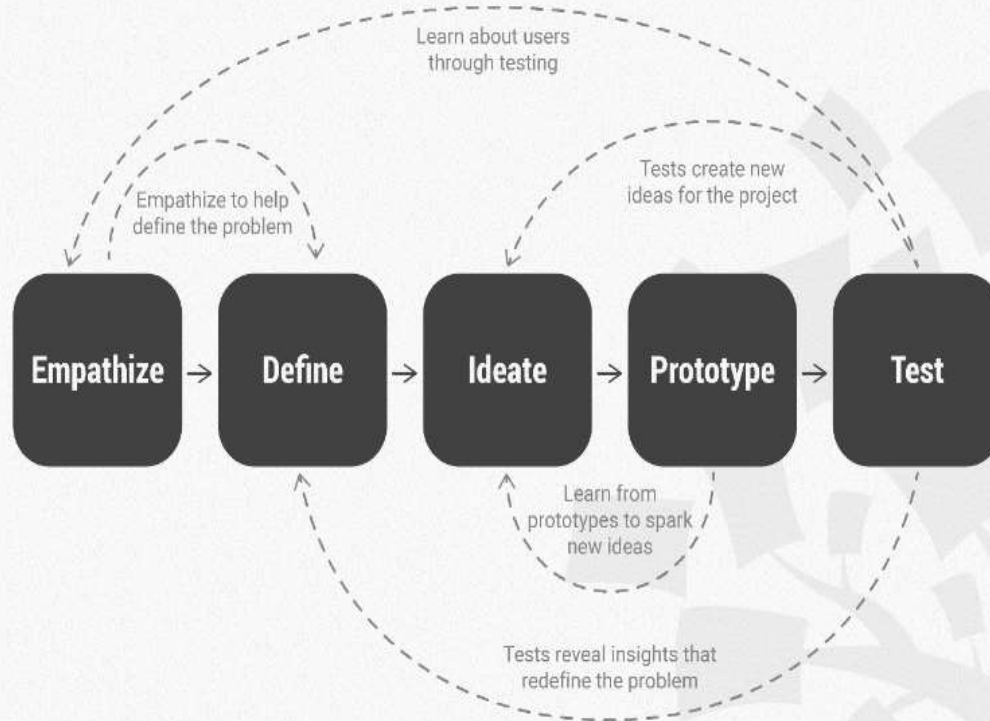 Learn about users
through testing
Tests create new
ideas for the project
Empathize to help
define the problem
Empathize
Define
Ideate
Prototype
Test
Learn from
prototypes to spark
new ideas
Tests reveal insights that
redefine the problem